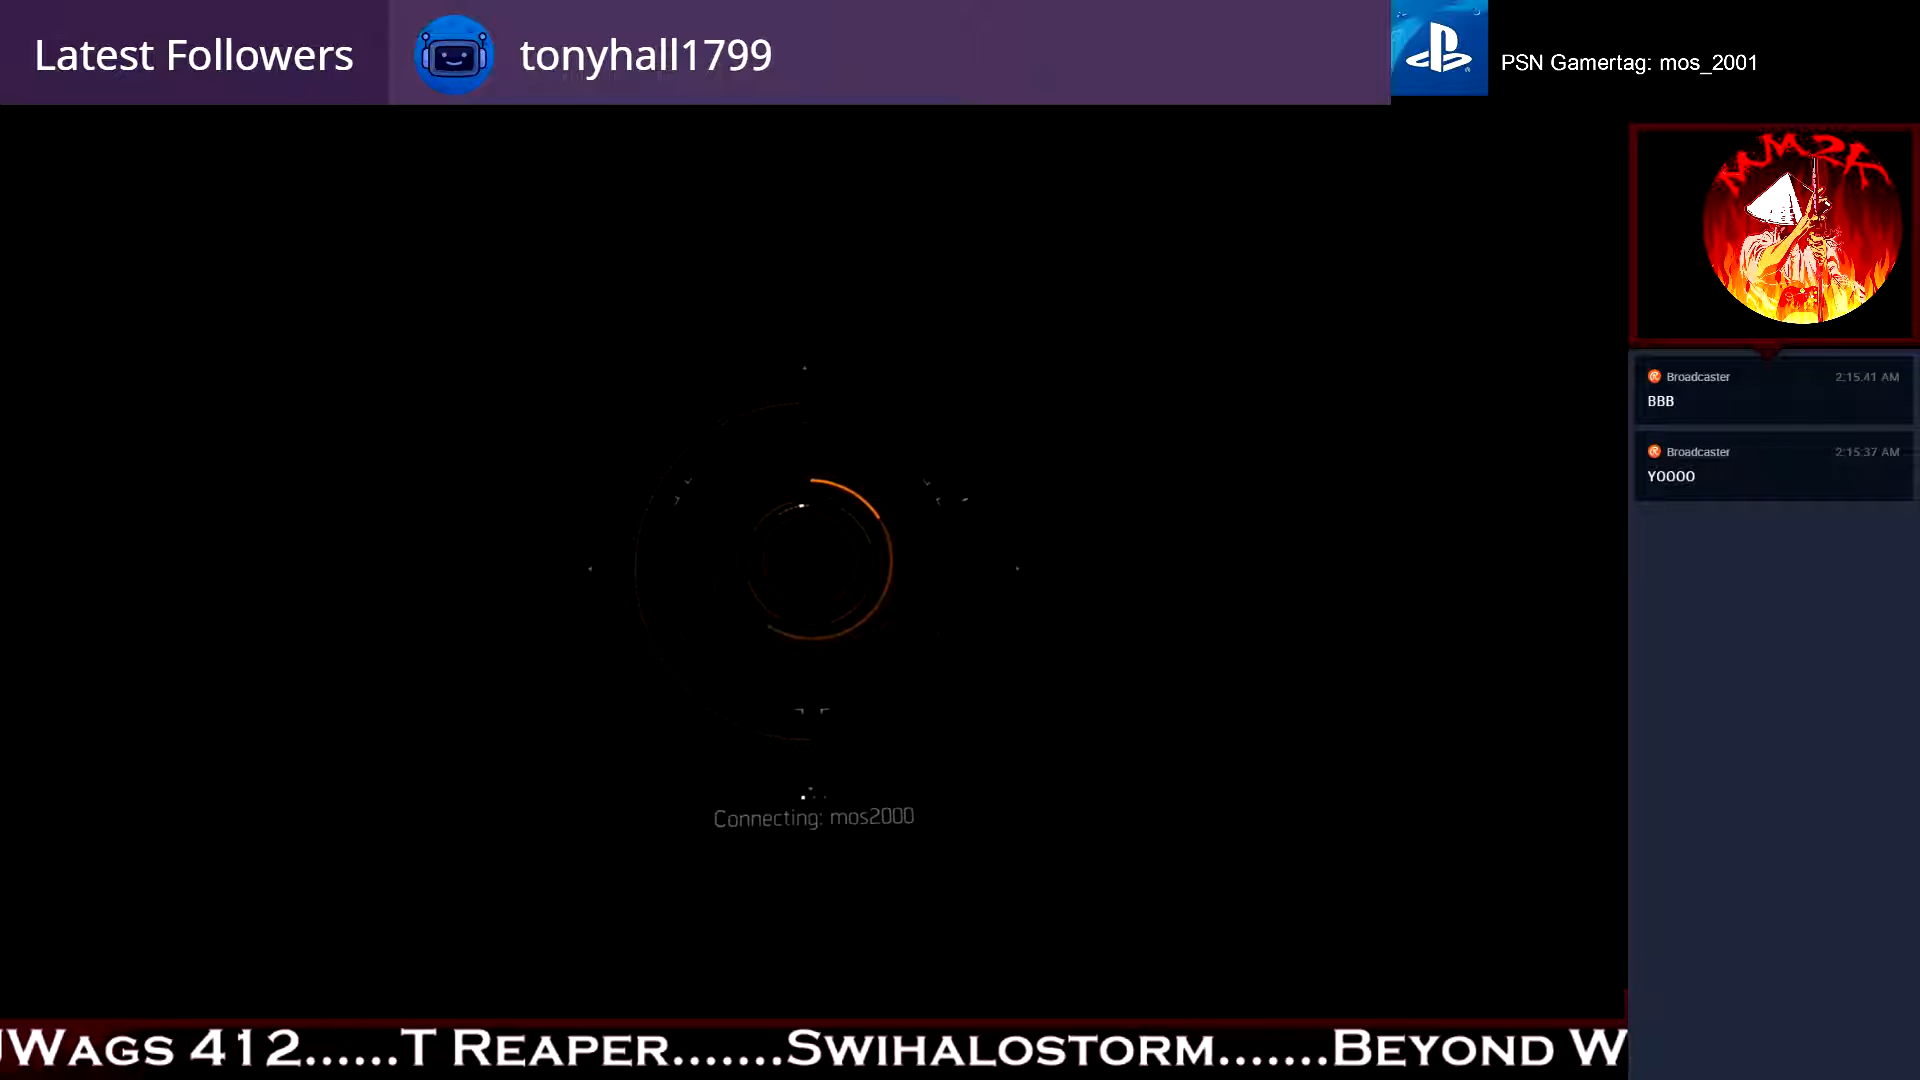 Latest Followers
tonyhall1799
PSN Gamertag: mos_2001
MM2K
Broadcaster 2:15:41 AM
BBB
Broadcaster 2:15:37 AM
YOOOO
Connecting: mos2000
WAGS 412......T REAPER.......SWIHALOSTORM.......BEYOND W